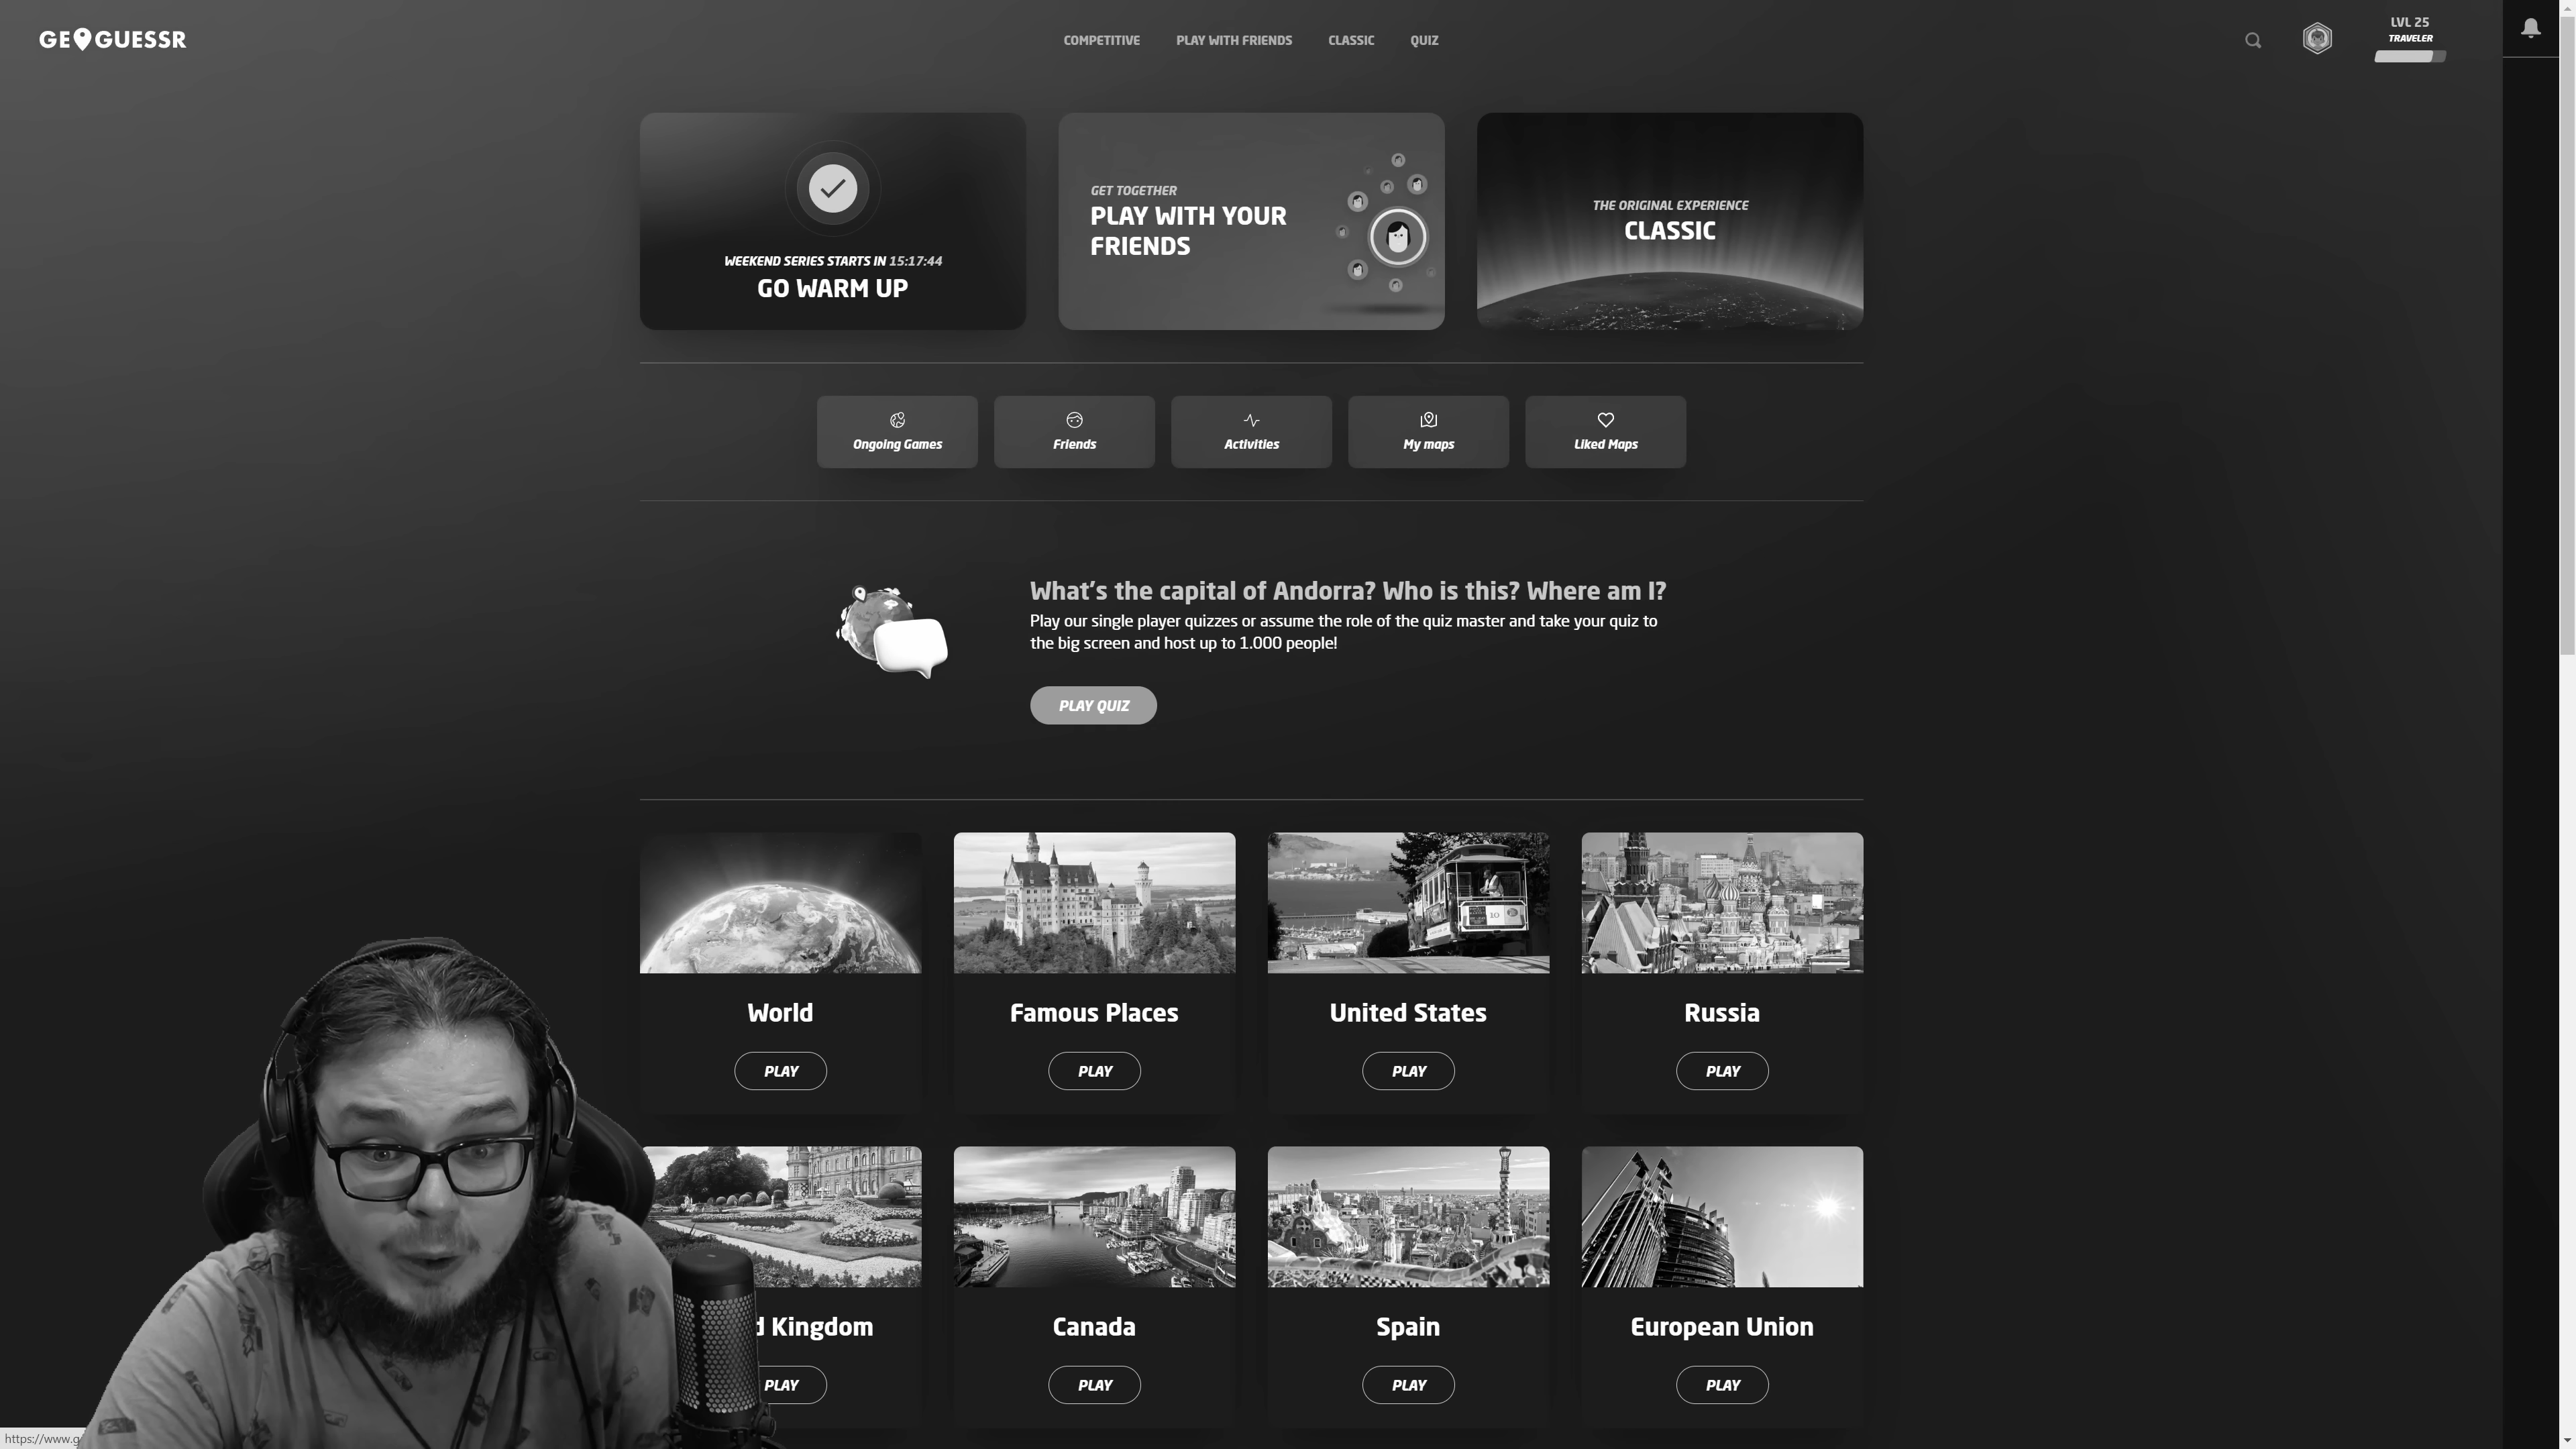 GEOGUESSR
COMPETITIVE
PLAY WITH FRIENDS
CLASSIC
QUIZ
LVL 25
TRAVELER
WEEKEND SERIES STARTS IN 15:17:44
GO WARM UP
GET TOGETHER
PLAY WITH YOUR
FRIENDS
THE ORIGINAL EXPERIENCE
CLASSIC
Ongoing Games
Friends
Activities
My maps
Liked Maps
What's the capital of Andorra? Who is this? Where am I?
Play our single player quizzes or assume the role of the quiz master and take your quiz to
the big screen and host up to 1.000 people!
PLAY QUIZ
World
Famous Places
United States
Russia
PLAY
PLAY
PLAY
PLAY
d Kingdom
Canada
Spain
European Union
PLAY
PLAY
PLAY
PLAY
https://www.g